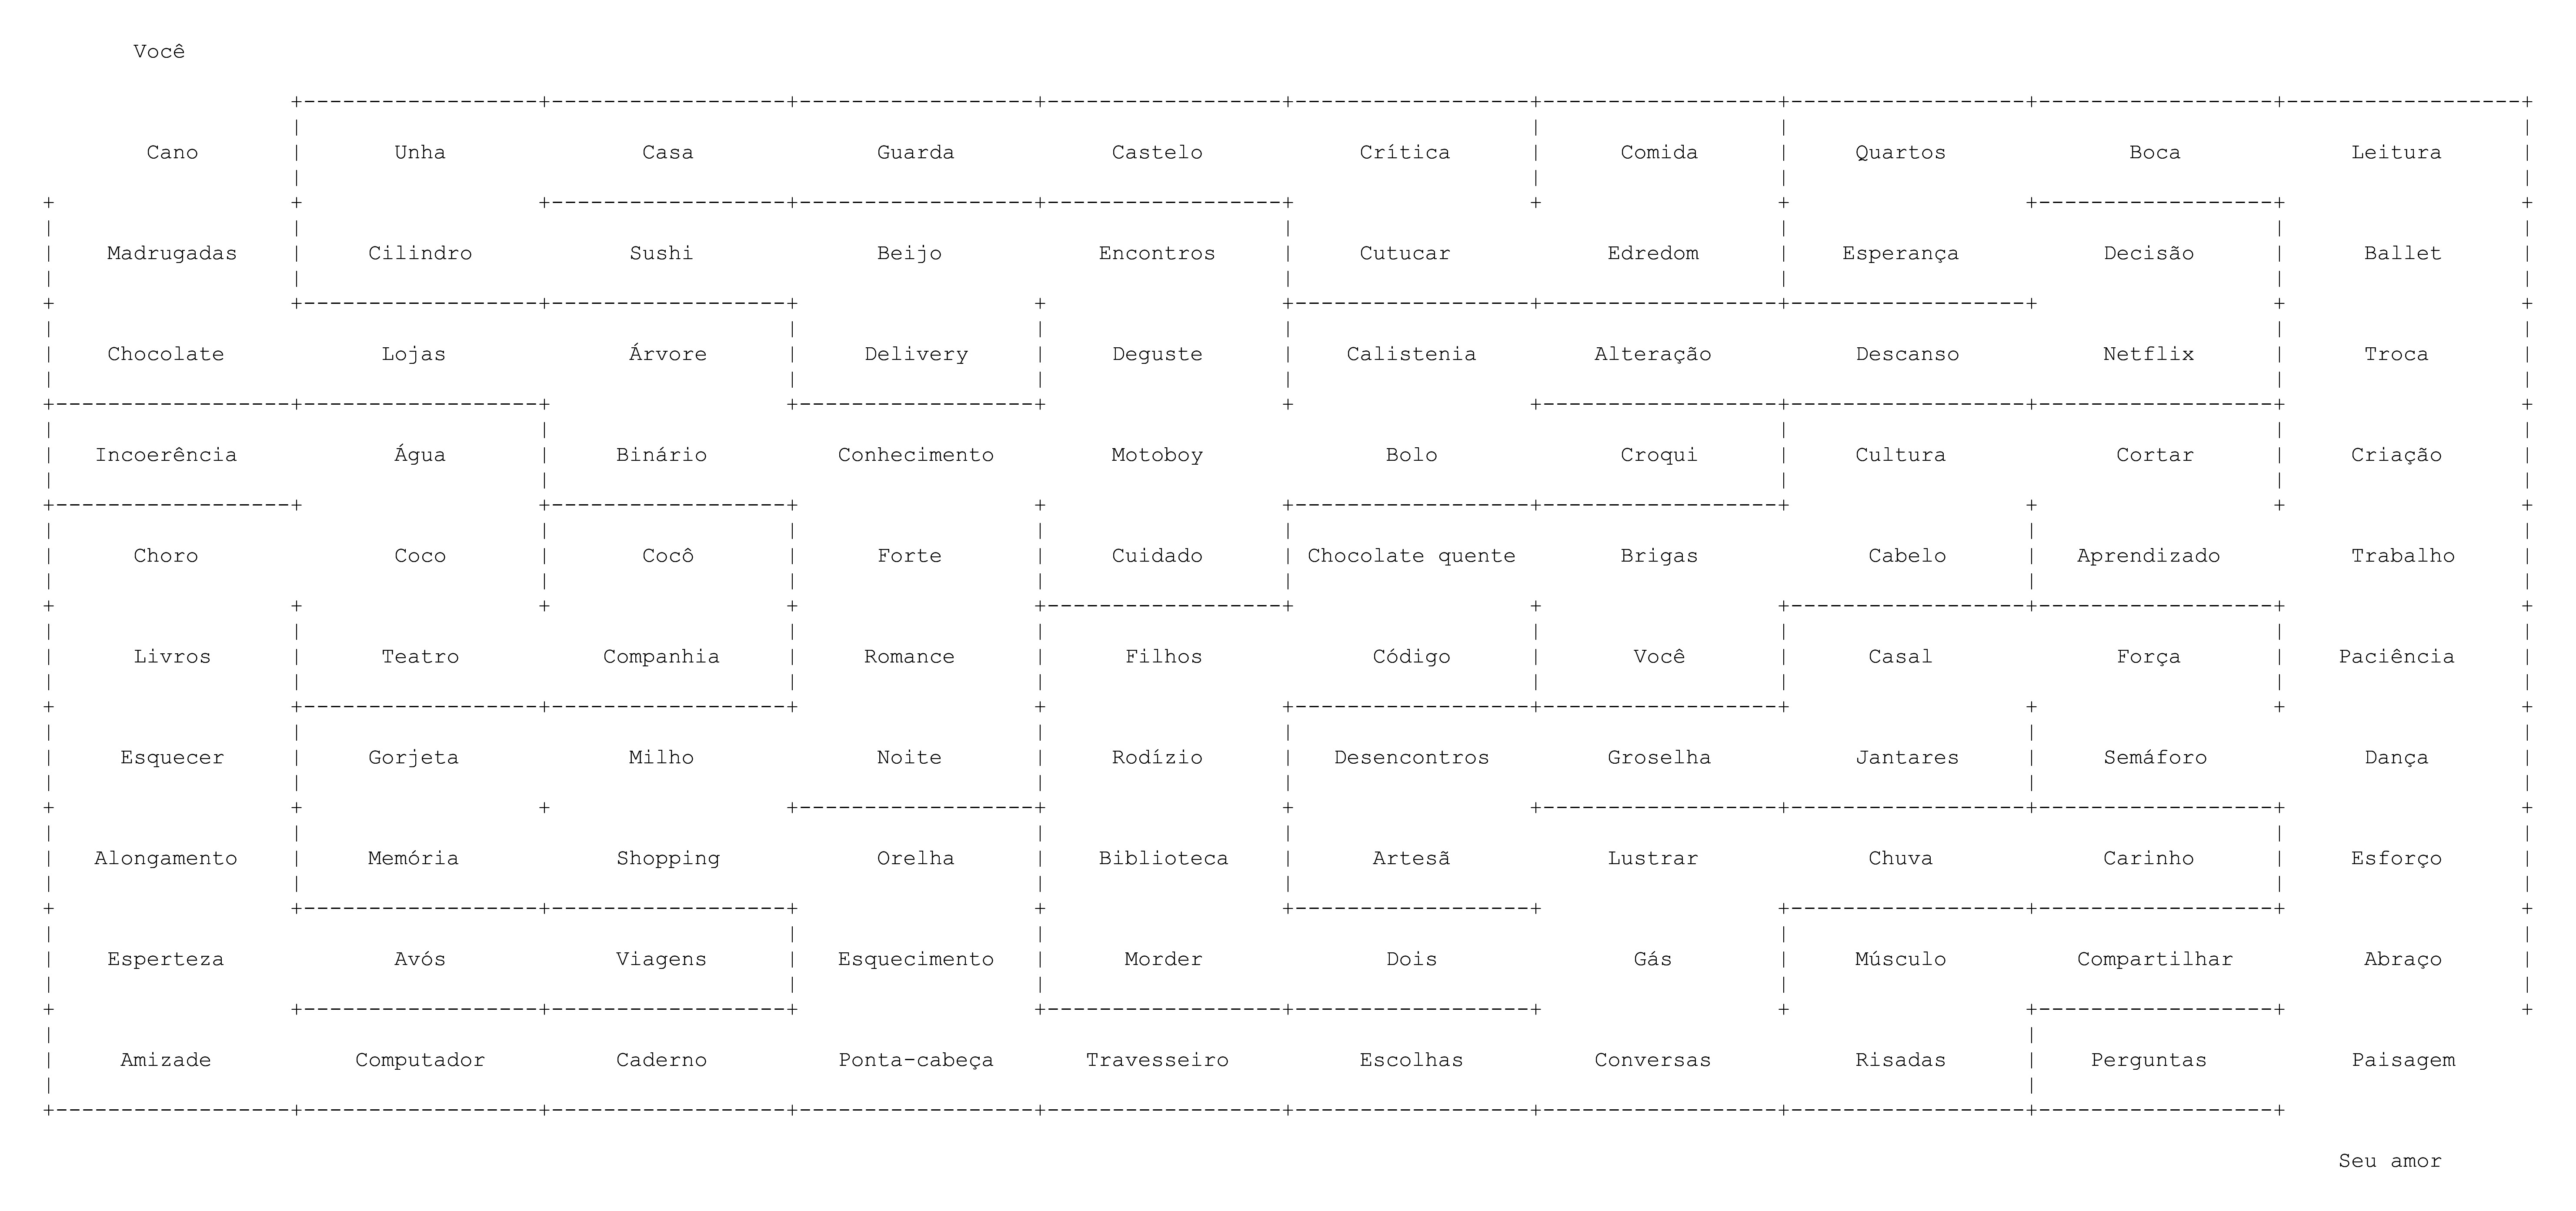 Você
Cano Unha Casa Guarda Castelo Crítica Comida Quartos Boca Leitura
Madrugadas Cilindro Sushi Beijo Encontros Cutucar Edredom Esperança Decisão Ballet
Chocolate Lojas Árvore Delivery Deguste Calistenia Alteração Descanso Netflix Troca
Incoerência Água Binário Conhecimento Motoboy Bolo Croqui Cultura Cortar Criação
Choro Coco Cocô Forte Cuidado Chocolate quente Brigas Cabelo Aprendizado Trabalho
Livros Teatro Companhia Romance Filhos Código Você Casal Força Paciência
Esquecer Gorjeta Milho Noite Rodízio Desencontros Groselha Jantares Semáforo Dança
Alongamento Memória Shopping Orelha Biblioteca Artesã Lustrar Chuva Carinho Esforço
Esperteza Avós Viagens Esquecimento Morder Dois Gás Músculo Compartilhar Abraço
Amizade Computador Caderno Ponta-cabeça Travesseiro Escolhas Conversas Risadas Perguntas Paisagem
Seu amor